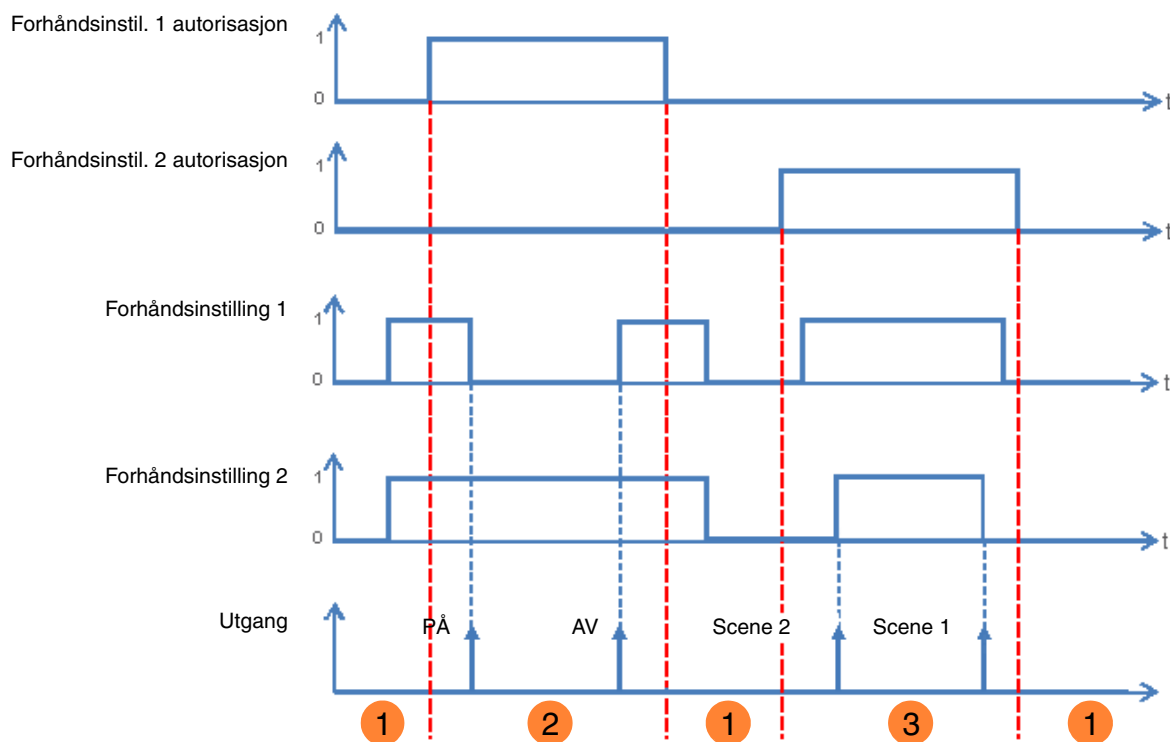 Forhåndsinstil. 1 autorisasjon
1
0
t
Forhåndsinstil. 2 autorisasjon
1
0
t
Forhåndsinstilling 1
1
0
t
Forhåndsinstilling 2
1
0
t
Utgang
PÅ
AV
Scene 2
Scene 1
1
2
1
3
1